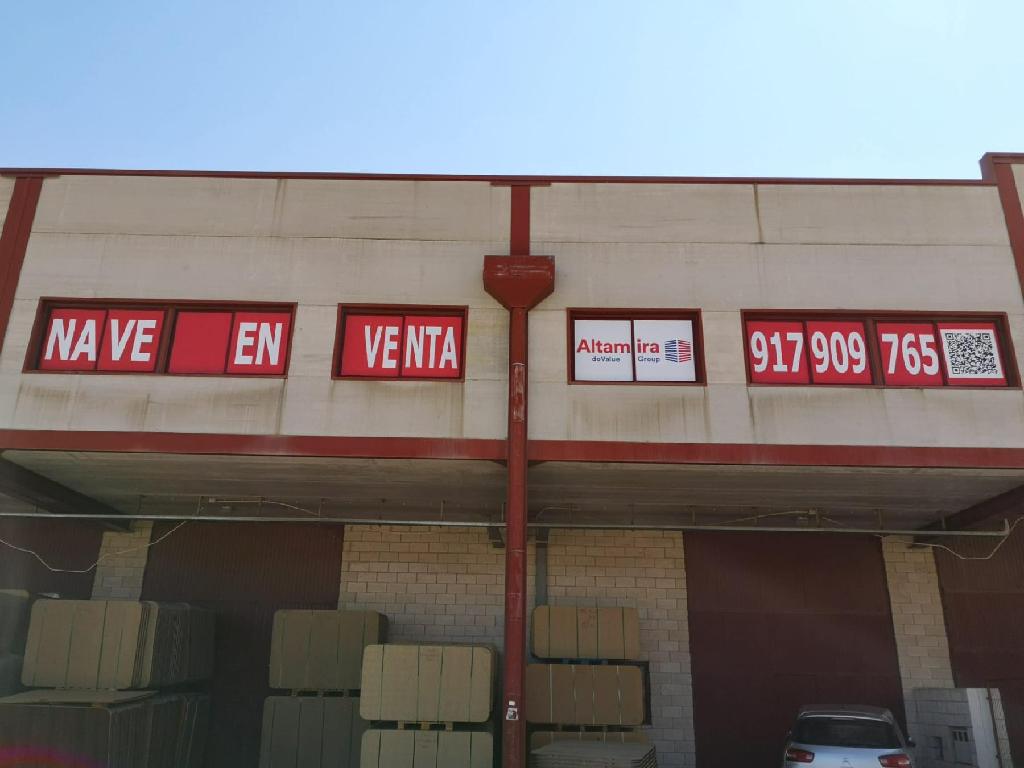 NAVE EN VENTA
Altamira
doValue Group
917 909 765